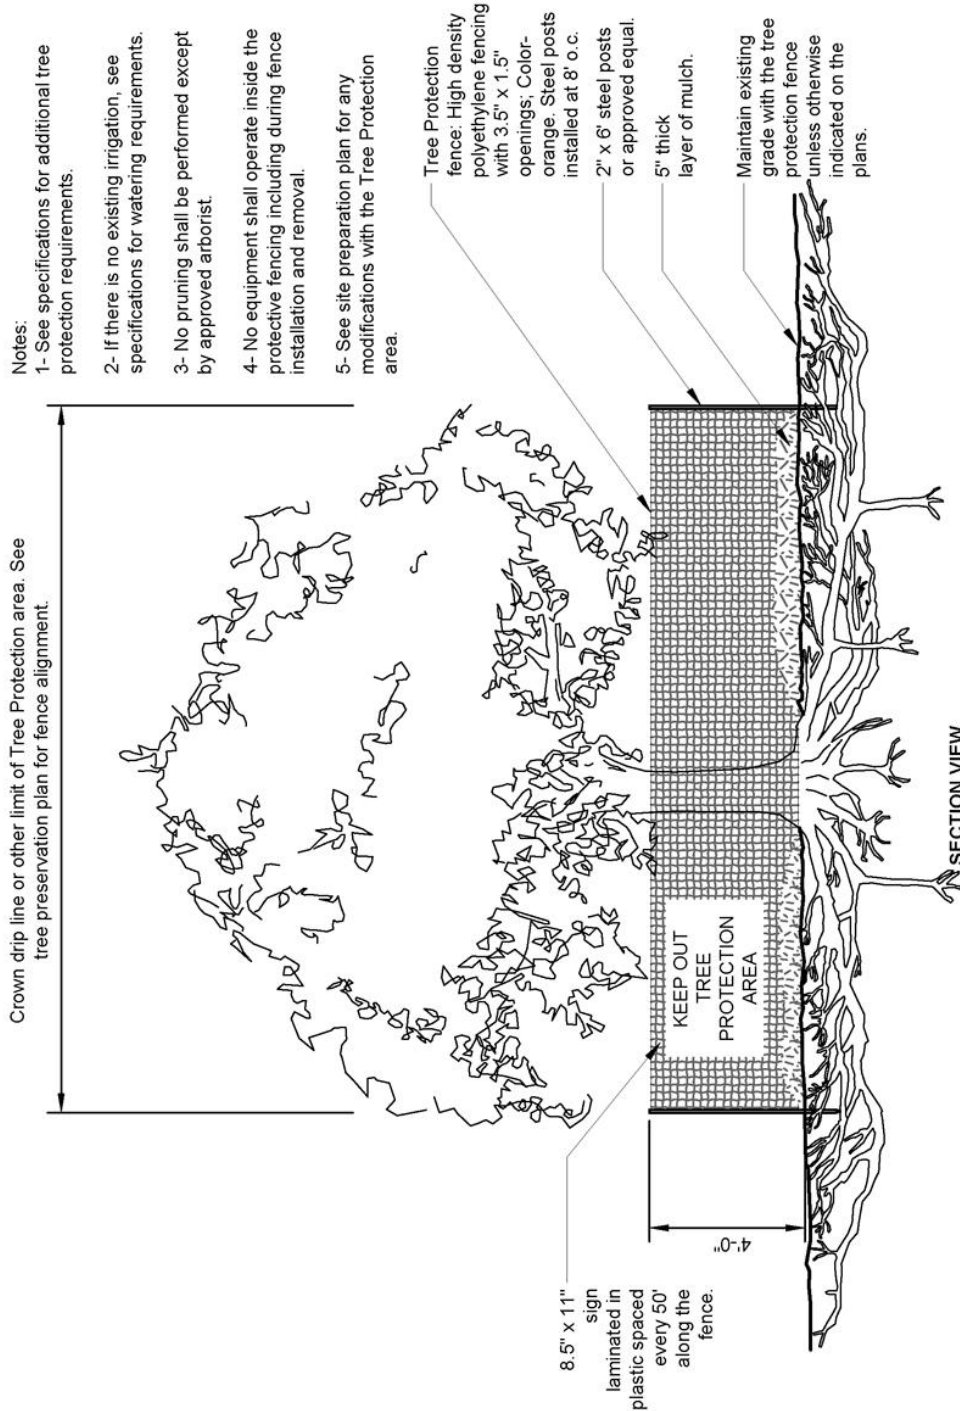 Crown drip line or other limit of Tree Protection area. See
tree preservation plan for fence alignment.
Notes:
1- See specifications for additional tree
protection requirements.
2- If there is no existing irrigation, see
specifications for watering requirements.
3- No pruning shall be performed except
by approved arborist.
4- No equipment shall operate inside the
protective fencing including during fence
installation and removal.
5- See site preparation plan for any
modifications with the Tree Protection
area.
Tree Protection
fence: High density
polyethylene fencing
with 3.5" x 1.5"
openings; Color-
orange. Steel posts
installed at 8' o.c.
2" x 6' steel posts
or approved equal.
5" thick
layer of mulch.
Maintain existing
grade with the tree
protection fence
unless otherwise
indicated on the
plans.
8.5" x 11"
sign
laminated in
plastic spaced
every 50'
along the
fence.
4'-0"
KEEP OUT
TREE
PROTECTION
AREA
SECTION VIEW